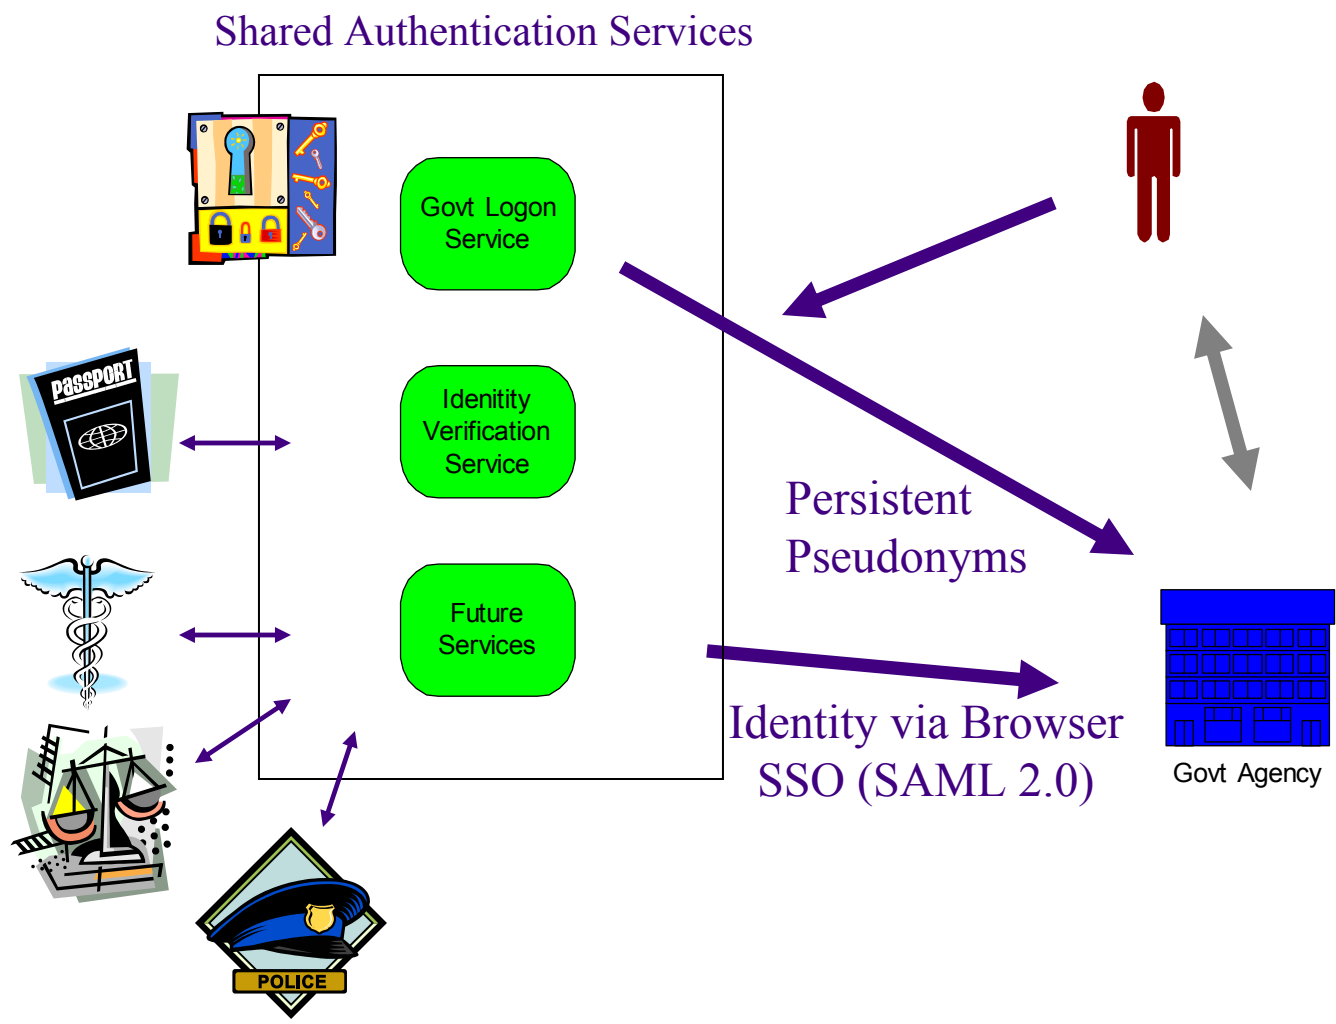 Shared Authentication Services
Govt Logon
Service
PASSPORT
Idenitity
Verification
Service
Persistent
Pseudonyms
Future
Services
Identity via Browser
SSO (SAML 2.0)
Govt Agency
POLICE